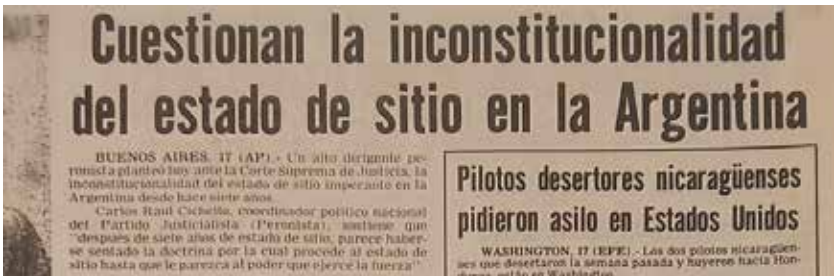 Cuestionan la inconstitucionalidad
del estado de sitio en la Argentina
BUENOS AIRES, 17 (AP).- Un alto dirigente pe-
ronista planteó hoy ante la Corte Suprema de Justicia, la
inconstitucionalidad del estado de sitio imperante en la
Argentina desde hace siete años.
Carlos Raúl Cichello, coordinador político nacional
del Partido Justicialista (Peronista), sostiene que
"después de siete años de estado de sitio, parece haber-
se sentado la doctrina por la cual procede al estado de
sitio hasta que le parezca al poder que ejerce la fuerza"
Pilotos desertores nicaragüenses
pidieron asilo en Estados Unidos
WASHINGTON, 17 (EFE).- Los dos pilotos nicaragüen-
ses que desertaron la semana pasada y huyeron hacia Hon-
están en Washington